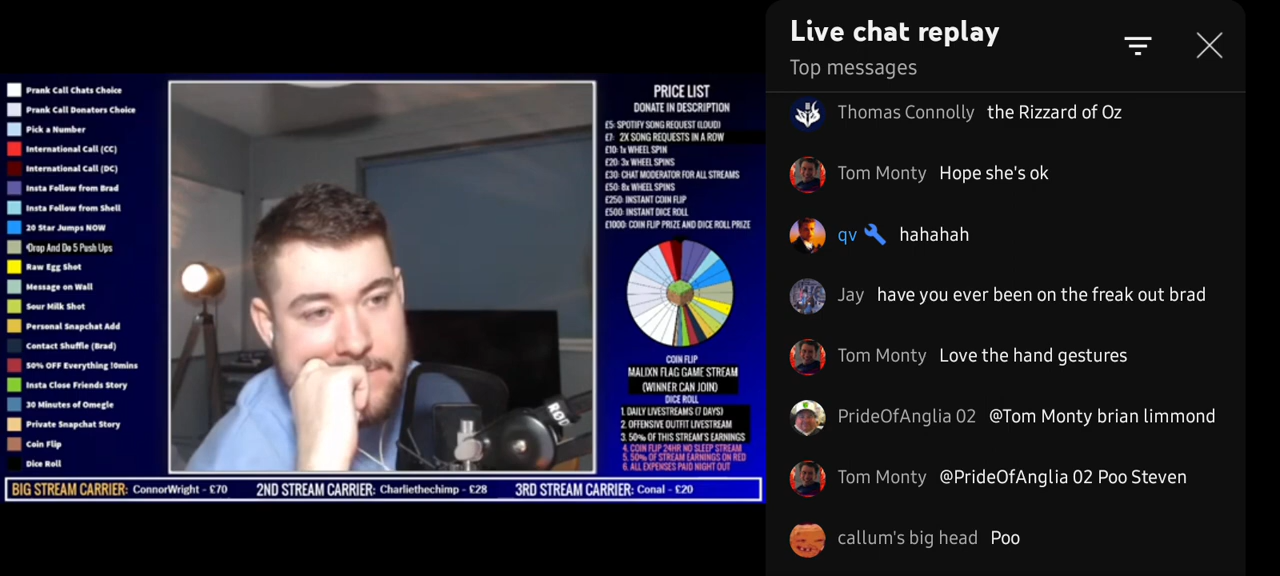 Prank Call Chats Choice
Prank Call Donators Choice
Pick a Number
International Call (CC)
International Call (DC)
Insta Follow from Brad
Insta Follow from Shell
20 Star Jumps NOW
Drop And Do 5 Push Ups
Raw Egg Shot
Message on Wall
Sour Milk Shot
Personal Snapchat Add
Contact Shuffle (Brad)
50% OFF Everything 10mins
Insta Close Friends Story
30 Minutes of Omegle
Private Snapchat Story
Coin Flip
Dice Roll
ROD
PRICE LIST
DONATE IN DESCRIPTION
£5: SPOTIFY SONG REQUEST (LOUD)
£7: 2X SONG REQUESTS IN A ROW
£10: 1x WHEEL SPIN
£20: 3x WHEEL SPINS
£30: CHAT MODERATOR FOR ALL STREAMS
£50: 8x WHEEL SPINS
£250: INSTANT COIN FLIP
£500: INSTANT DICE ROLL
£1000: COIN FLIP PRIZE AND DICE ROLL PRIZE
COIN FLIP
MALIXN FLAG GAME STREAM
(WINNER CAN JOIN)
DICE ROLL
1. DAILY LIVESTREAMS (7 DAYS)
2. OFFENSIVE OUTFIT LIVESTREAM
3. 50% OF THIS STREAM'S EARNINGS
4. COIN FLIP 24HR NO SLEEP STREAM
5. 50% OF STREAM EARNINGS ON RED
6. ALL EXPENSES PAID NIGHT OUT
BIG STREAM CARRIER: ConnorWright - £70 2ND STREAM CARRIER: Charliethechimp - £28 3RD STREAM CARRIER: Conal - £20
Live chat replay
Top messages
Thomas Connolly the Rizzard of Oz
Tom Monty Hope she's ok
qv hahahah
Jay have you ever been on the freak out brad
Tom Monty Love the hand gestures
PrideOfAnglia 02 @Tom Monty brian limmond
Tom Monty @PrideOfAnglia 02 Poo Steven
callum's big head Poo